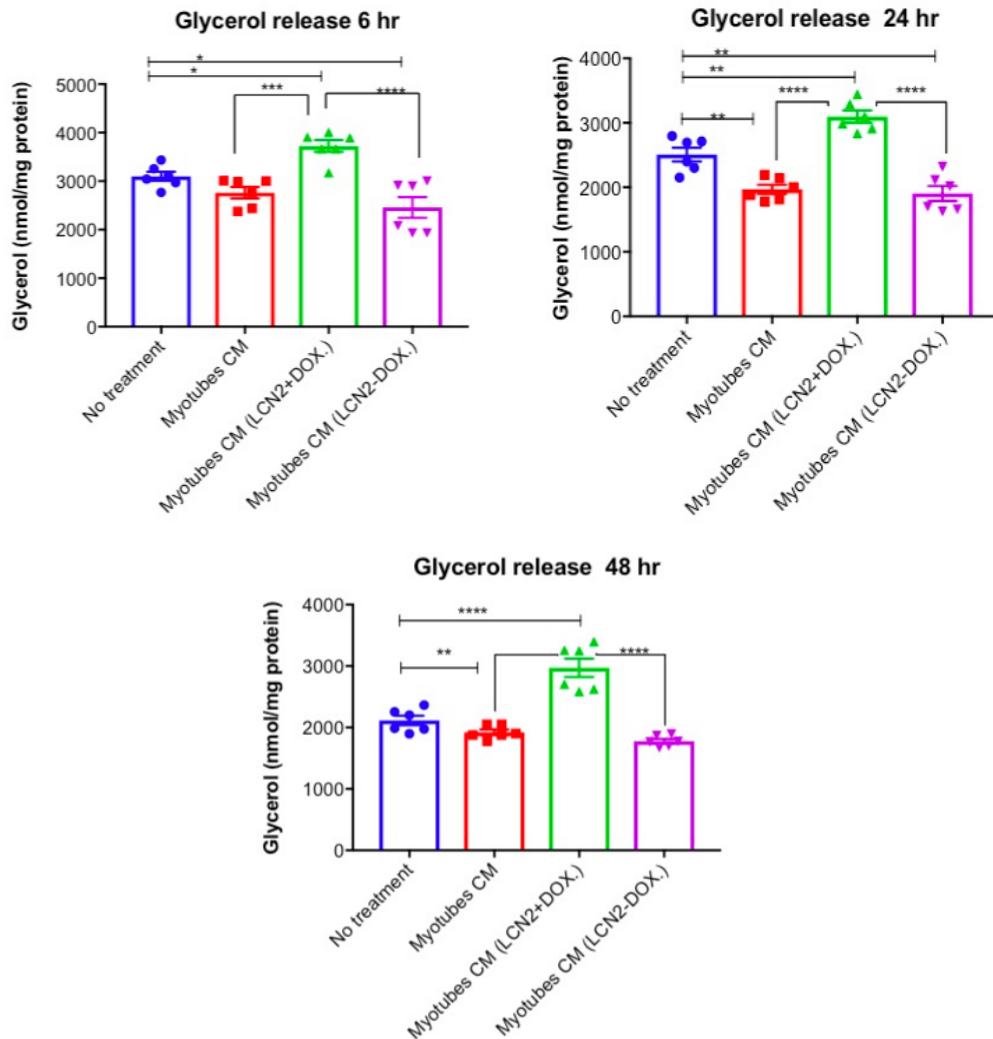 Glycerol release 6 hr
Glycerol (nmol/mg protein)
5000
4000
3000
2000
1000
0
*
*
***
****
No treatment
Myotubes CM
Myotubes CM (LCN2+DOX.)
Myotubes CM (LCN2-DOX.)
Glycerol release 24 hr
Glycerol (nmol/mg protein)
4000
3000
2000
1000
0
**
**
**
****
****
No treatment
Myotubes CM
Myotubes CM (LCN2+DOX.)
Myotubes CM (LCN2-DOX.)
Glycerol release 48 hr
Glycerol (nmol/mg protein)
4000
3000
2000
1000
0
****
**
****
No treatment
Myotubes CM
Myotubes CM (LCN2+DOX.)
Myotubes CM (LCN2-DOX.)